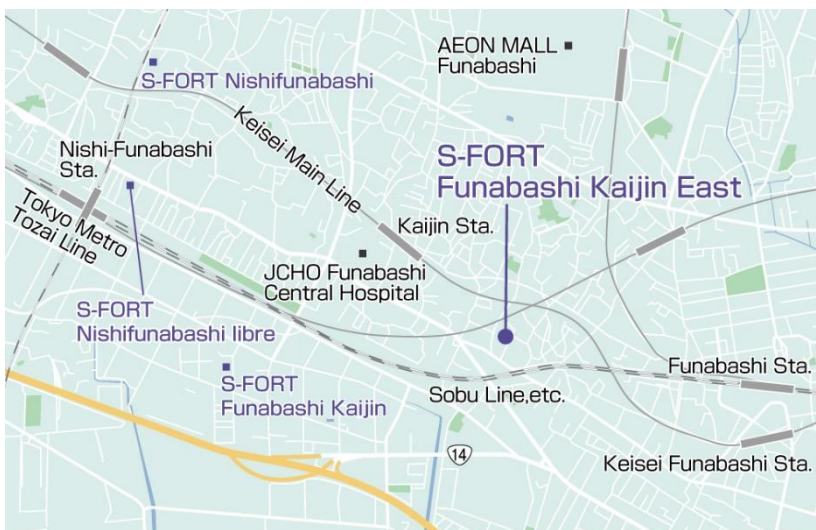 AEON MALL
Funabashi
S-FORT Nishifunabashi
Keisei Main Line
Nishi-Funabashi
Sta.
S-FORT
Funabashi Kaijin East
Tokyo Metro
Tozai Line
Kaijin Sta.
JCHO Funabashi
Central Hospital
S-FORT
Nishifunabashi libre
S-FORT
Funabashi Kaijin
Sobu Line,etc.
Funabashi Sta.
14
Keisei Funabashi Sta.